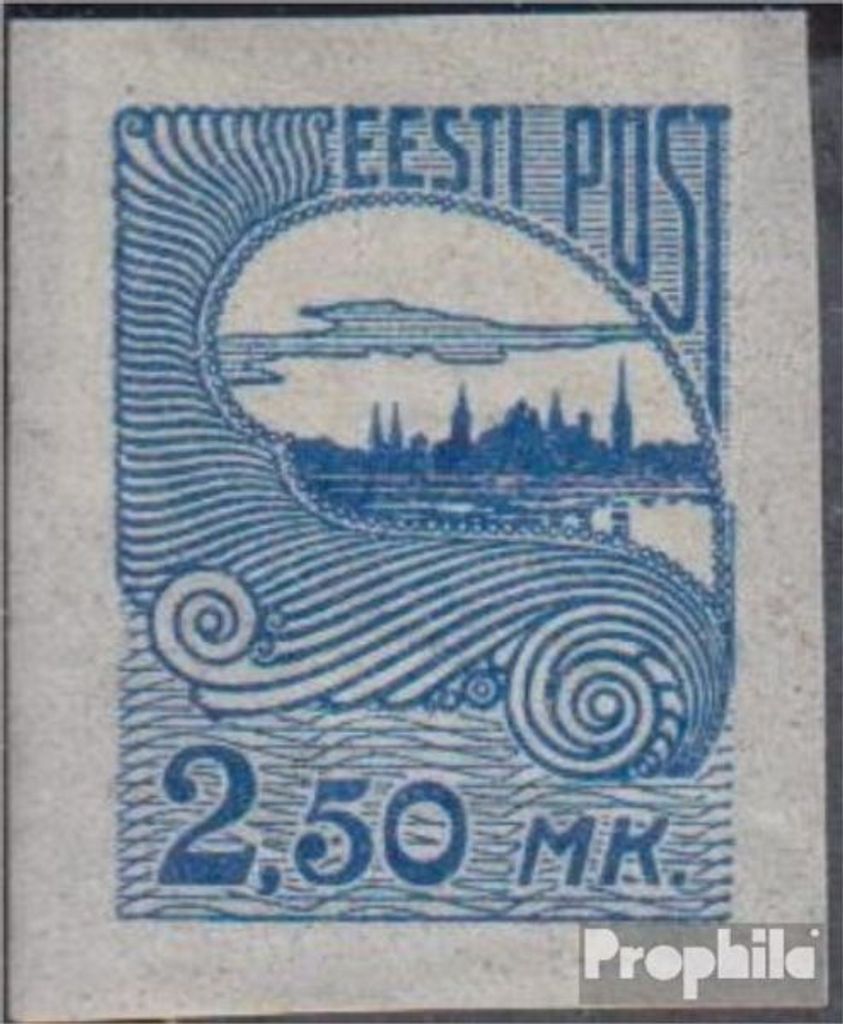 EESTI POST
2,50 MK.
Prophila